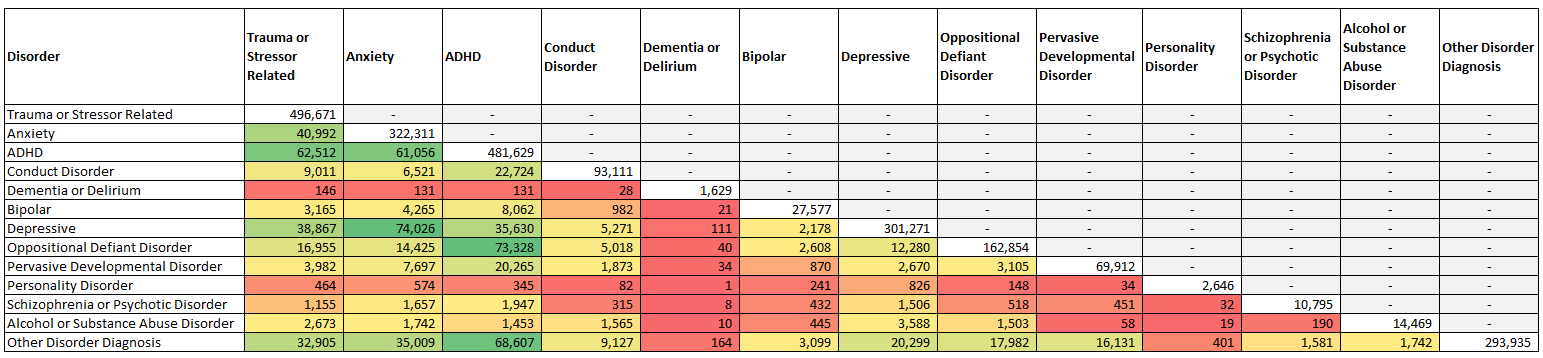 Disorder Trauma or Stressor Related Anxiety ADHD Conduct Disorder Dementia or Delirium Bipolar Depressive Oppositional Defiant Disorder Pervasive Developmental Disorder Personality Disorder Schizophrenia or Psychotic Disorder Alcohol or Substance Abuse Disorder Other Disorder Diagnosis
Trauma or Stressor Related 496,671 - - - - - - - - - - - -
Anxiety 40,992 322,311 - - - - - - - - - - -
ADHD 62,512 61,056 481,629 - - - - - - - - - -
Conduct Disorder 9,011 6,521 22,724 93,111 - - - - - - - - -
Dementia or Delirium 146 131 131 28 1,629 - - - - - - - -
Bipolar 3,165 4,265 8,062 982 21 27,577 - - - - - - -
Depressive 38,867 74,026 35,630 5,271 111 2,178 301,271 - - - - - -
Oppositional Defiant Disorder 16,955 14,425 73,328 5,018 40 2,608 12,280 162,854 - - - - -
Pervasive Developmental Disorder 3,982 7,697 20,265 1,873 34 870 2,670 3,105 69,912 - - - -
Personality Disorder 464 574 345 82 1 241 826 148 34 2,646 - - -
Schizophrenia or Psychotic Disorder 1,155 1,657 1,947 315 8 432 1,506 518 451 32 10,795 - -
Alcohol or Substance Abuse Disorder 2,673 1,742 1,453 1,565 10 445 3,588 1,503 58 19 190 14,469 -
Other Disorder Diagnosis 32,905 35,009 68,607 9,127 164 3,099 20,299 17,982 16,131 401 1,581 1,742 293,935